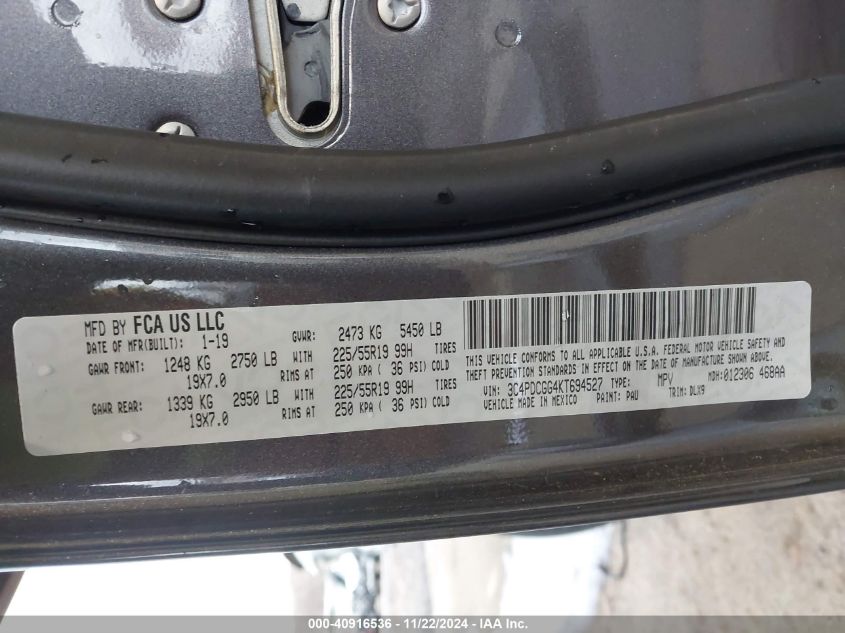 MFD BY FCA US LLC
DATE OF MFR(BUILT): 1-19 GVWR: 2473 KG 5450 LB
GAWR FRONT: 1248 KG 2750 LB WITH 225/55R19 99H TIRES
19X7.0 RIMS AT 250 KPA ( 36 PSI) COLD
GAWR REAR: 1339 KG 2950 LB WITH 225/55R19 99H TIRES
19X7.0 RIMS AT 250 KPA ( 36 PSI) COLD
THIS VEHICLE CONFORMS TO ALL APPLICABLE U.S.A. FEDERAL MOTOR VEHICLE SAFETY AND
THEFT PREVENTION STANDARDS IN EFFECT ON THE DATE OF MANUFACTURE SHOWN ABOVE.
VIN: 3C4PDCGG4KT694527 TYPE: MPV MDH: 012306 468AA
VEHICLE MADE IN MEXICO PAINT: PAU TRIM: DLX9
000-40916536 - 11/22/2024 - IAA Inc.